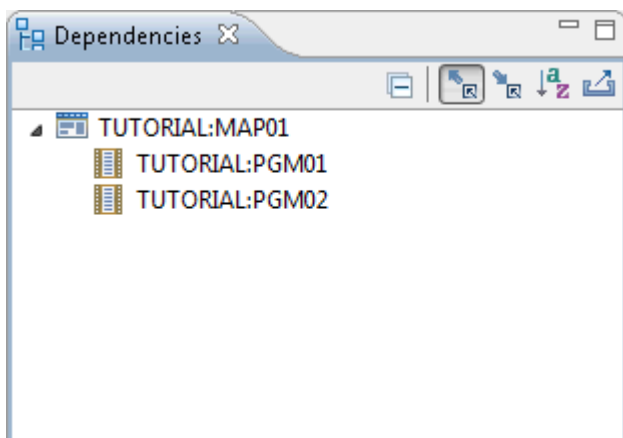 Dependencies
a
z
TUTORIAL:MAP01
TUTORIAL:PGM01
TUTORIAL:PGM02